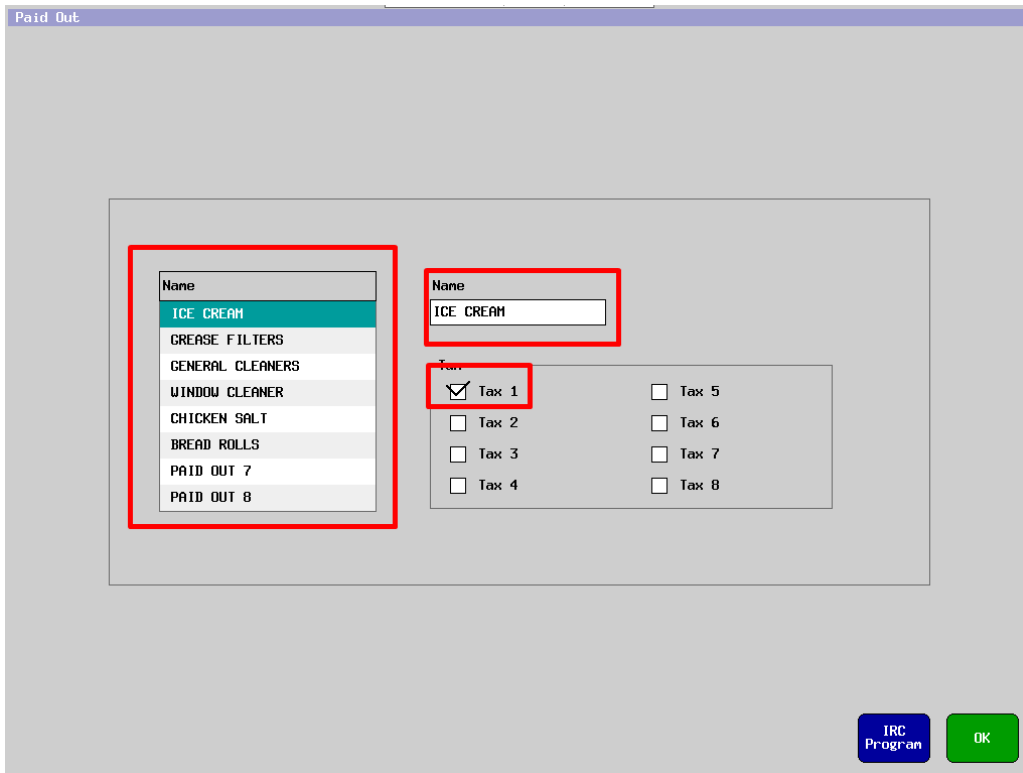 Paid Out
Name
ICE CREAM
GREASE FILTERS
GENERAL CLEANERS
WINDOW CLEANER
CHICKEN SALT
BREAD ROLLS
PAID OUT 7
PAID OUT 8
Name
ICE CREAM
Tax
Tax 1
Tax 2
Tax 3
Tax 4
Tax 5
Tax 6
Tax 7
Tax 8
IRC
Program
OK